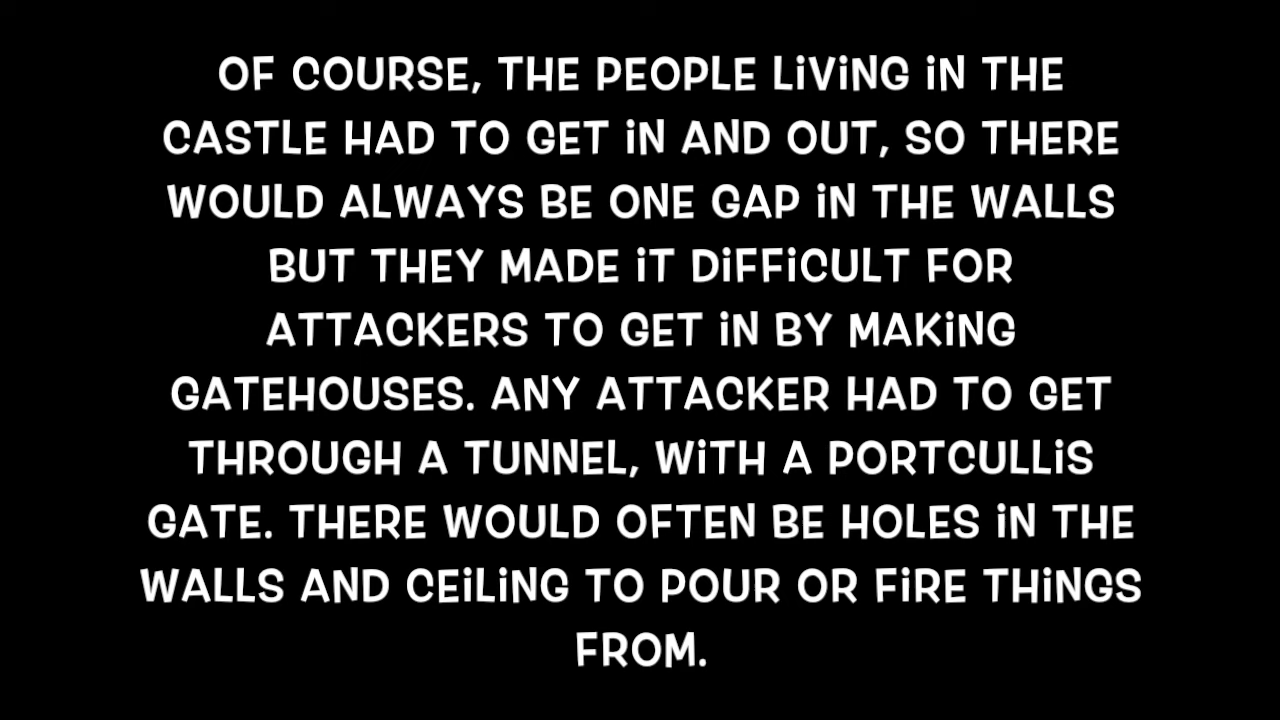 OF COURSE, THE PEOPLE LiViNG iN THE
CASTLE HAD TO GET iN AND OUT, SO THERE
WOULD ALWAYS BE ONE GAP iN THE WALLS
BUT THEY MADE iT DiFFiCULT FOR
ATTACKERS TO GET iN BY MAKiNG
GATEHOUSES. ANY ATTACKER HAD TO GET
THROUGH A TUNNEL, WiTH A PORTCULLiS
GATE. THERE WOULD OFTEN BE HOLES iN THE
WALLS AND CEiLiNG TO POUR OR FiRE THiNGS
FROM.